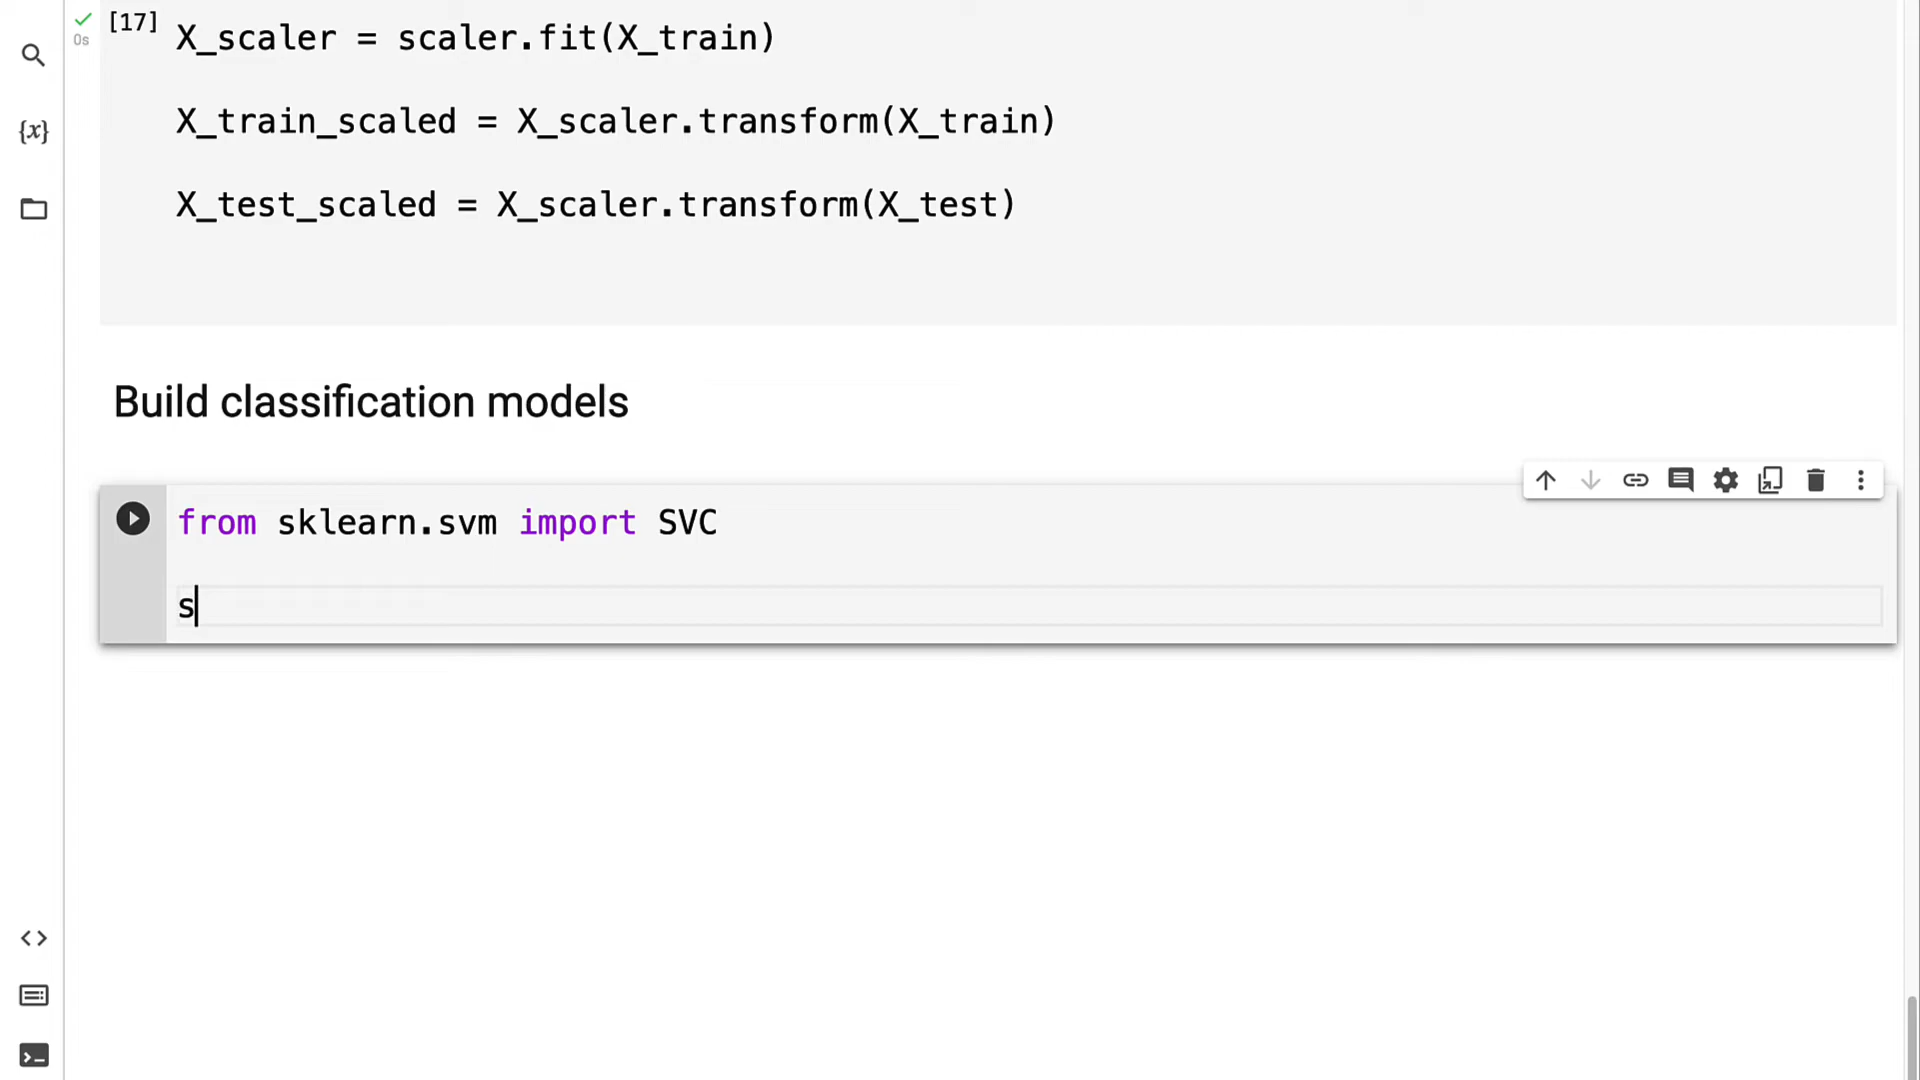 [17] X_scaler = scaler.fit(X_train)
0s
X_train_scaled = X_scaler.transform(X_train)
X_test_scaled = X_scaler.transform(X_test)
{x}
Build classification models
from sklearn.svm import SVC
s